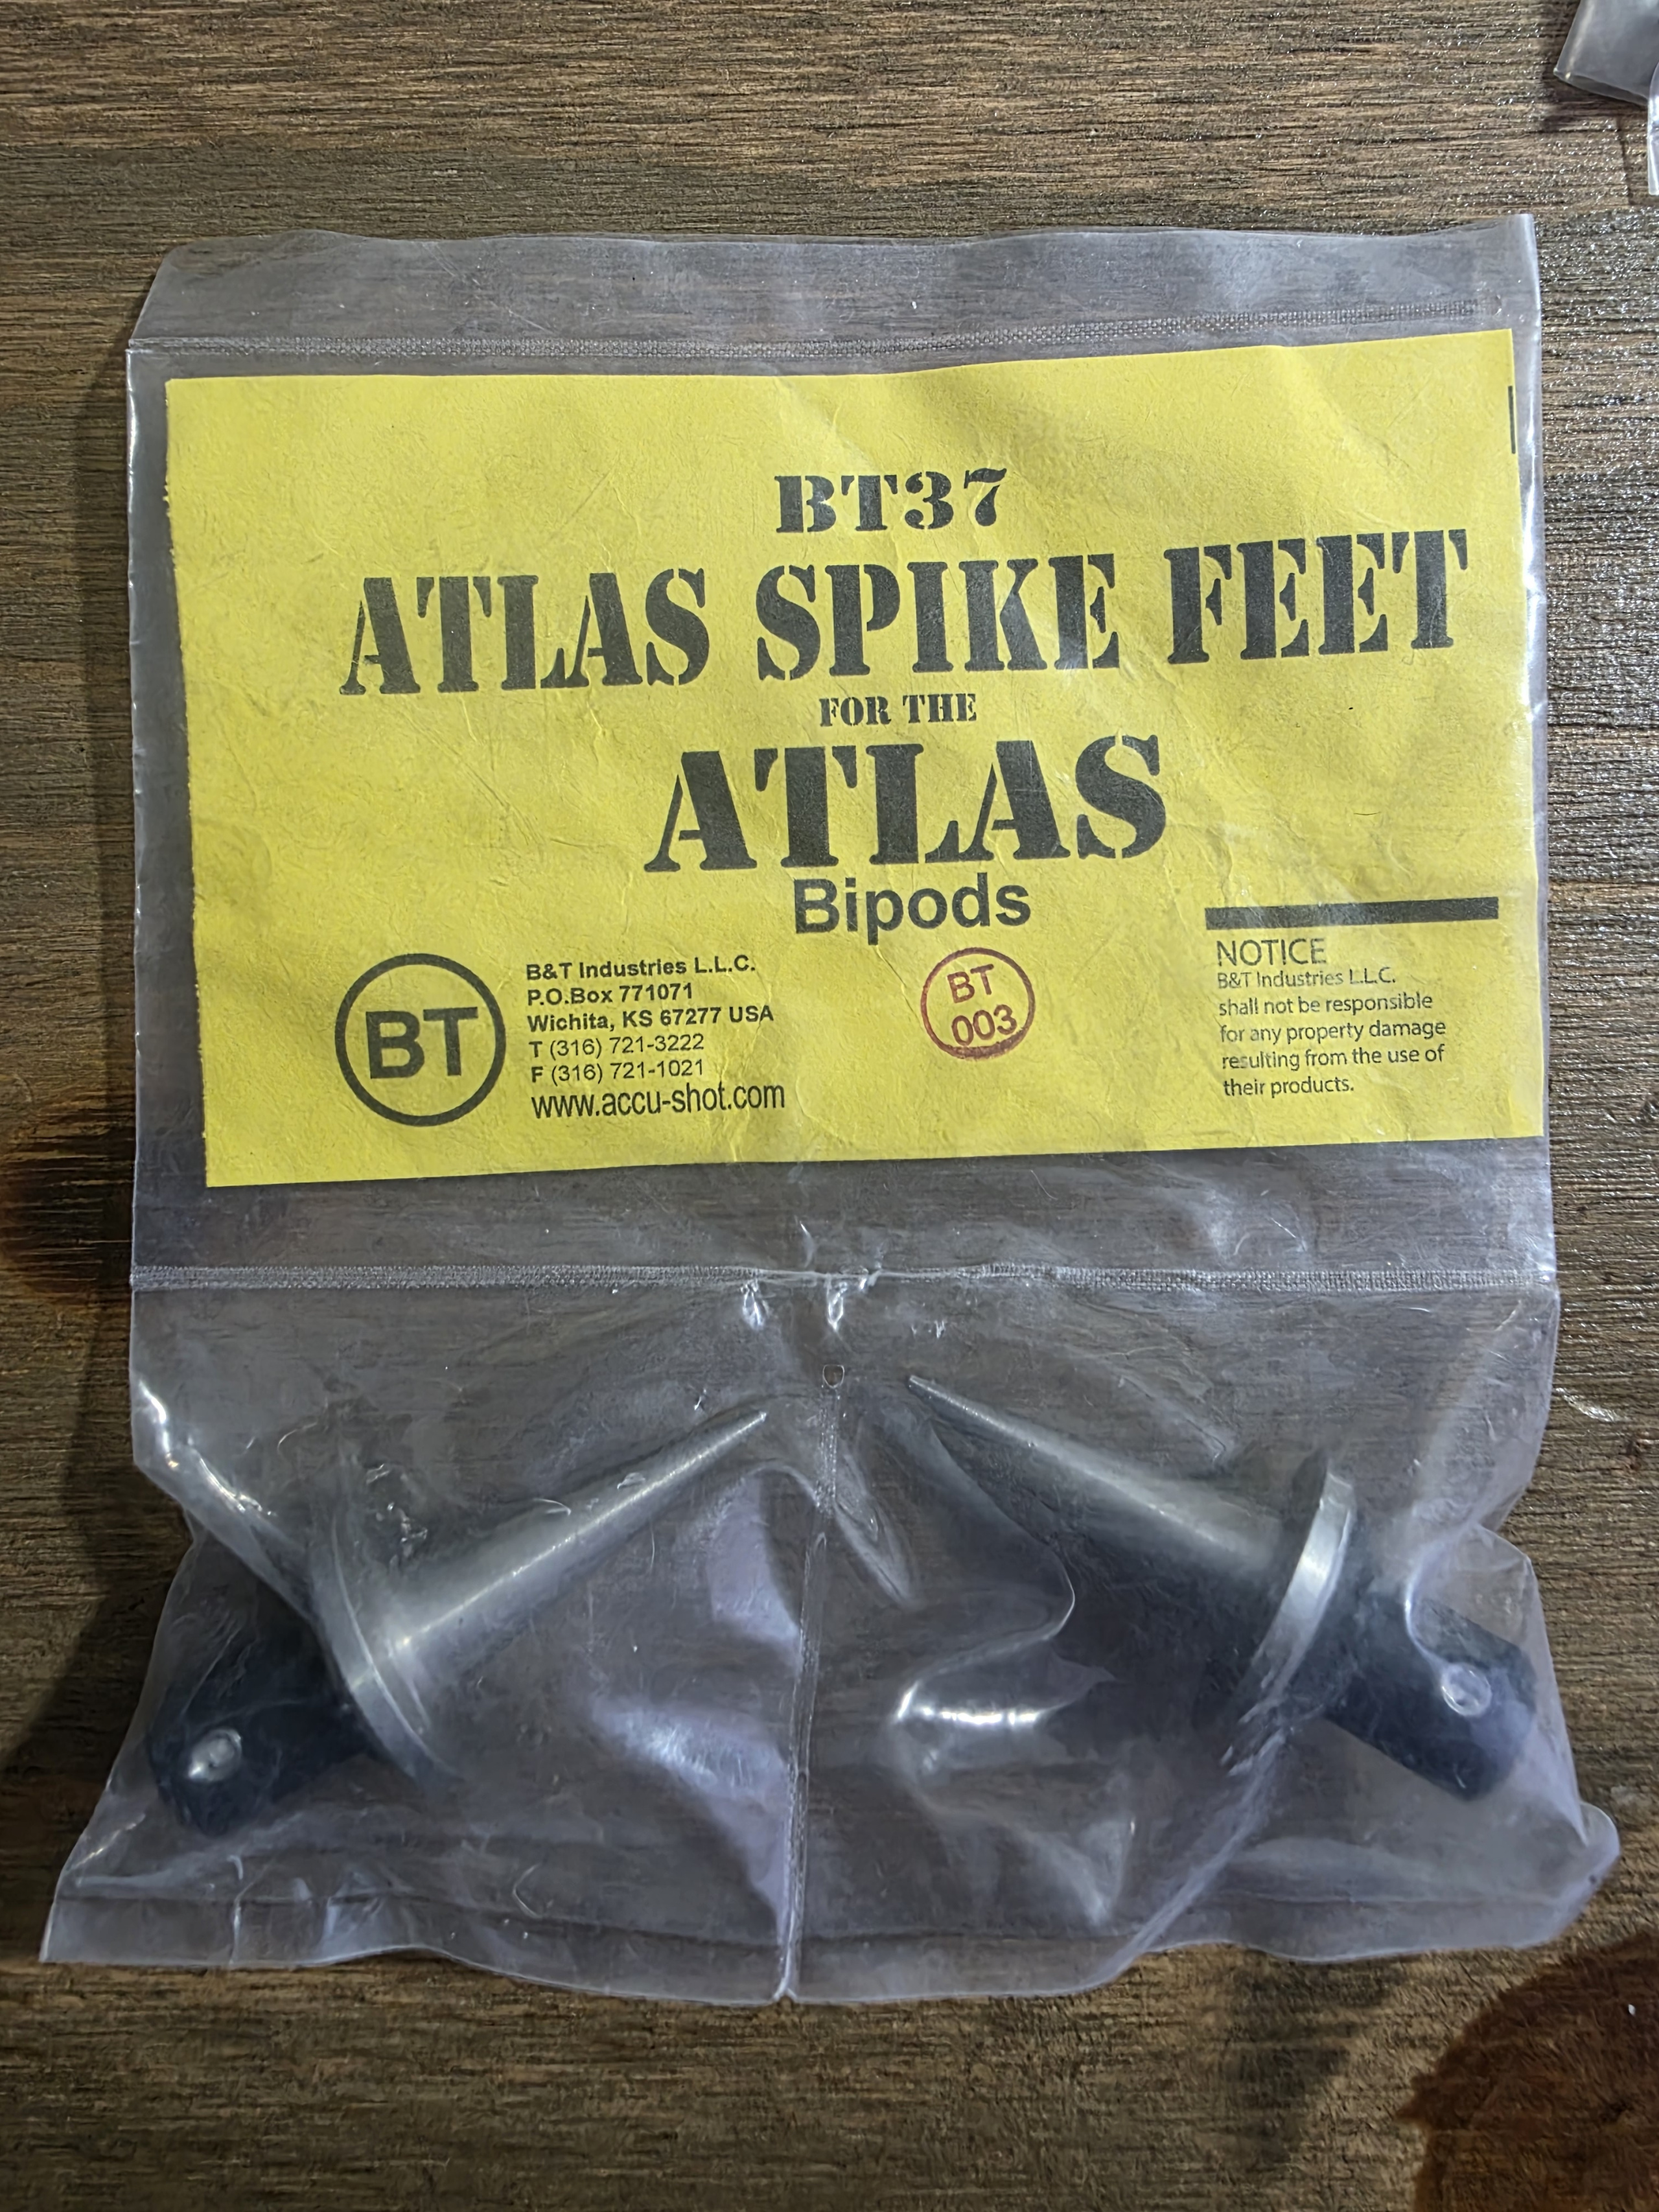 BT37
ATLAS SPIKE FEET
FOR THE
ATLAS
Bipods
BT
B&T Industries L.L.C.
P.O.Box 771071
Wichita, KS 67277 USA
T (316) 721-3222
F (316) 721-1021
www.accu-shot.com
BT
003
NOTICE
B&T Industries L.L.C.
shall not be responsible
for any property damage
resulting from the use of
their products.